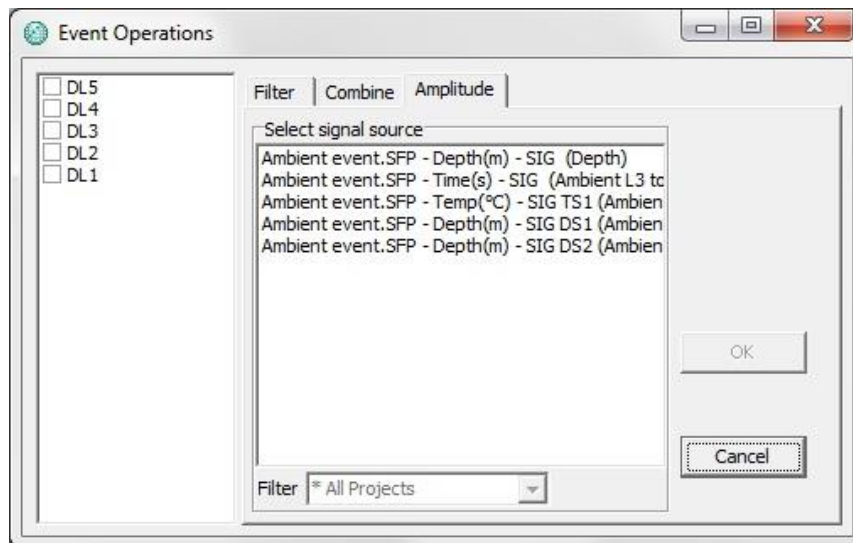 Event Operations
DL5
DL4
DL3
DL2
DL1
Filter
Combine
Amplitude
Select signal source
Ambient event.SFP - Depth(m) - SIG (Depth)
Ambient event.SFP - Time(s) - SIG (Ambient L3 to
Ambient event.SFP - Temp(°C) - SIG TS1 (Ambien
Ambient event.SFP - Depth(m) - SIG DS1 (Ambien
Ambient event.SFP - Depth(m) - SIG DS2 (Ambien
OK
Cancel
Filter
* All Projects